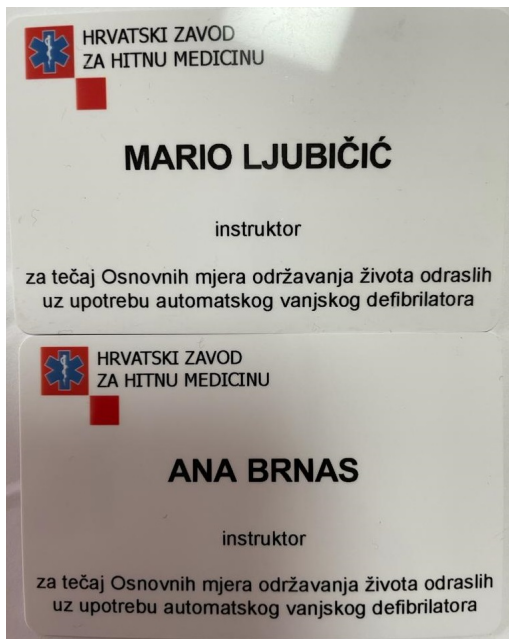 HRVATSKI ZAVOD
ZA HITNU MEDICINU
MARIO LJUBIČIĆ
instruktor
za tečaj Osnovnih mjera održavanja života odraslih
uz upotrebu automatskog vanjskog defibrilatora
HRVATSKI ZAVOD
ZA HITNU MEDICINU
ANA BRNAS
instruktor
za tečaj Osnovnih mjera održavanja života odraslih
uz upotrebu automatskog vanjskog defibrilatora